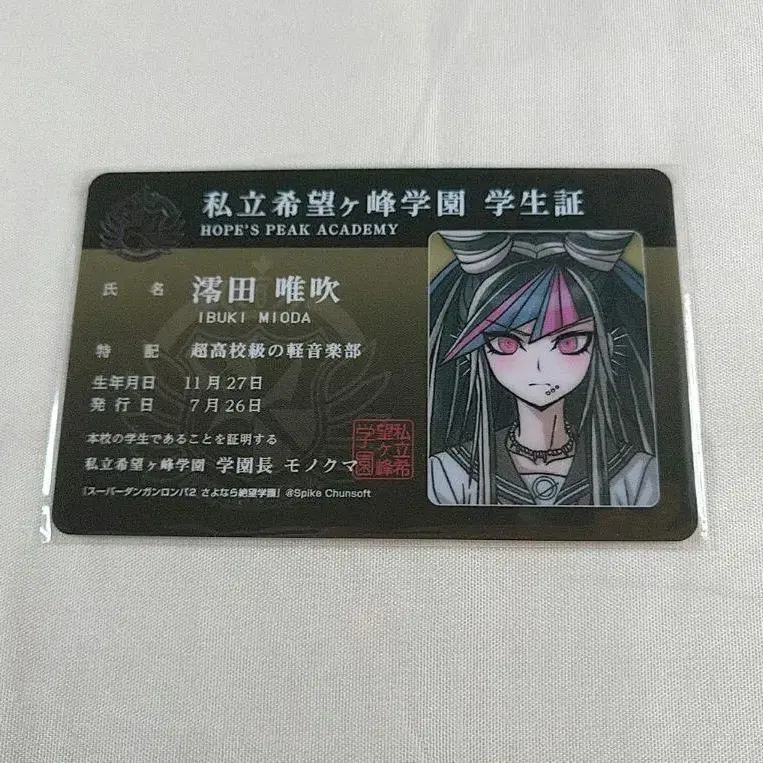 私立希望ヶ峰学園 学生証
HOPE'S PEAK ACADEMY
氏 名 澪田 唯吹
IBUKI MIODA
特 記 超高校級の軽音楽部
生年月日 11月27日
発行日 7月26日
本校の学生であることを証明する
私立希望ヶ峰学園 学園長 モノクマ
私立希望ヶ峰学園
『スーパーダンガンロンパ2 さよなら絶望学園』 @Spike Chunsoft